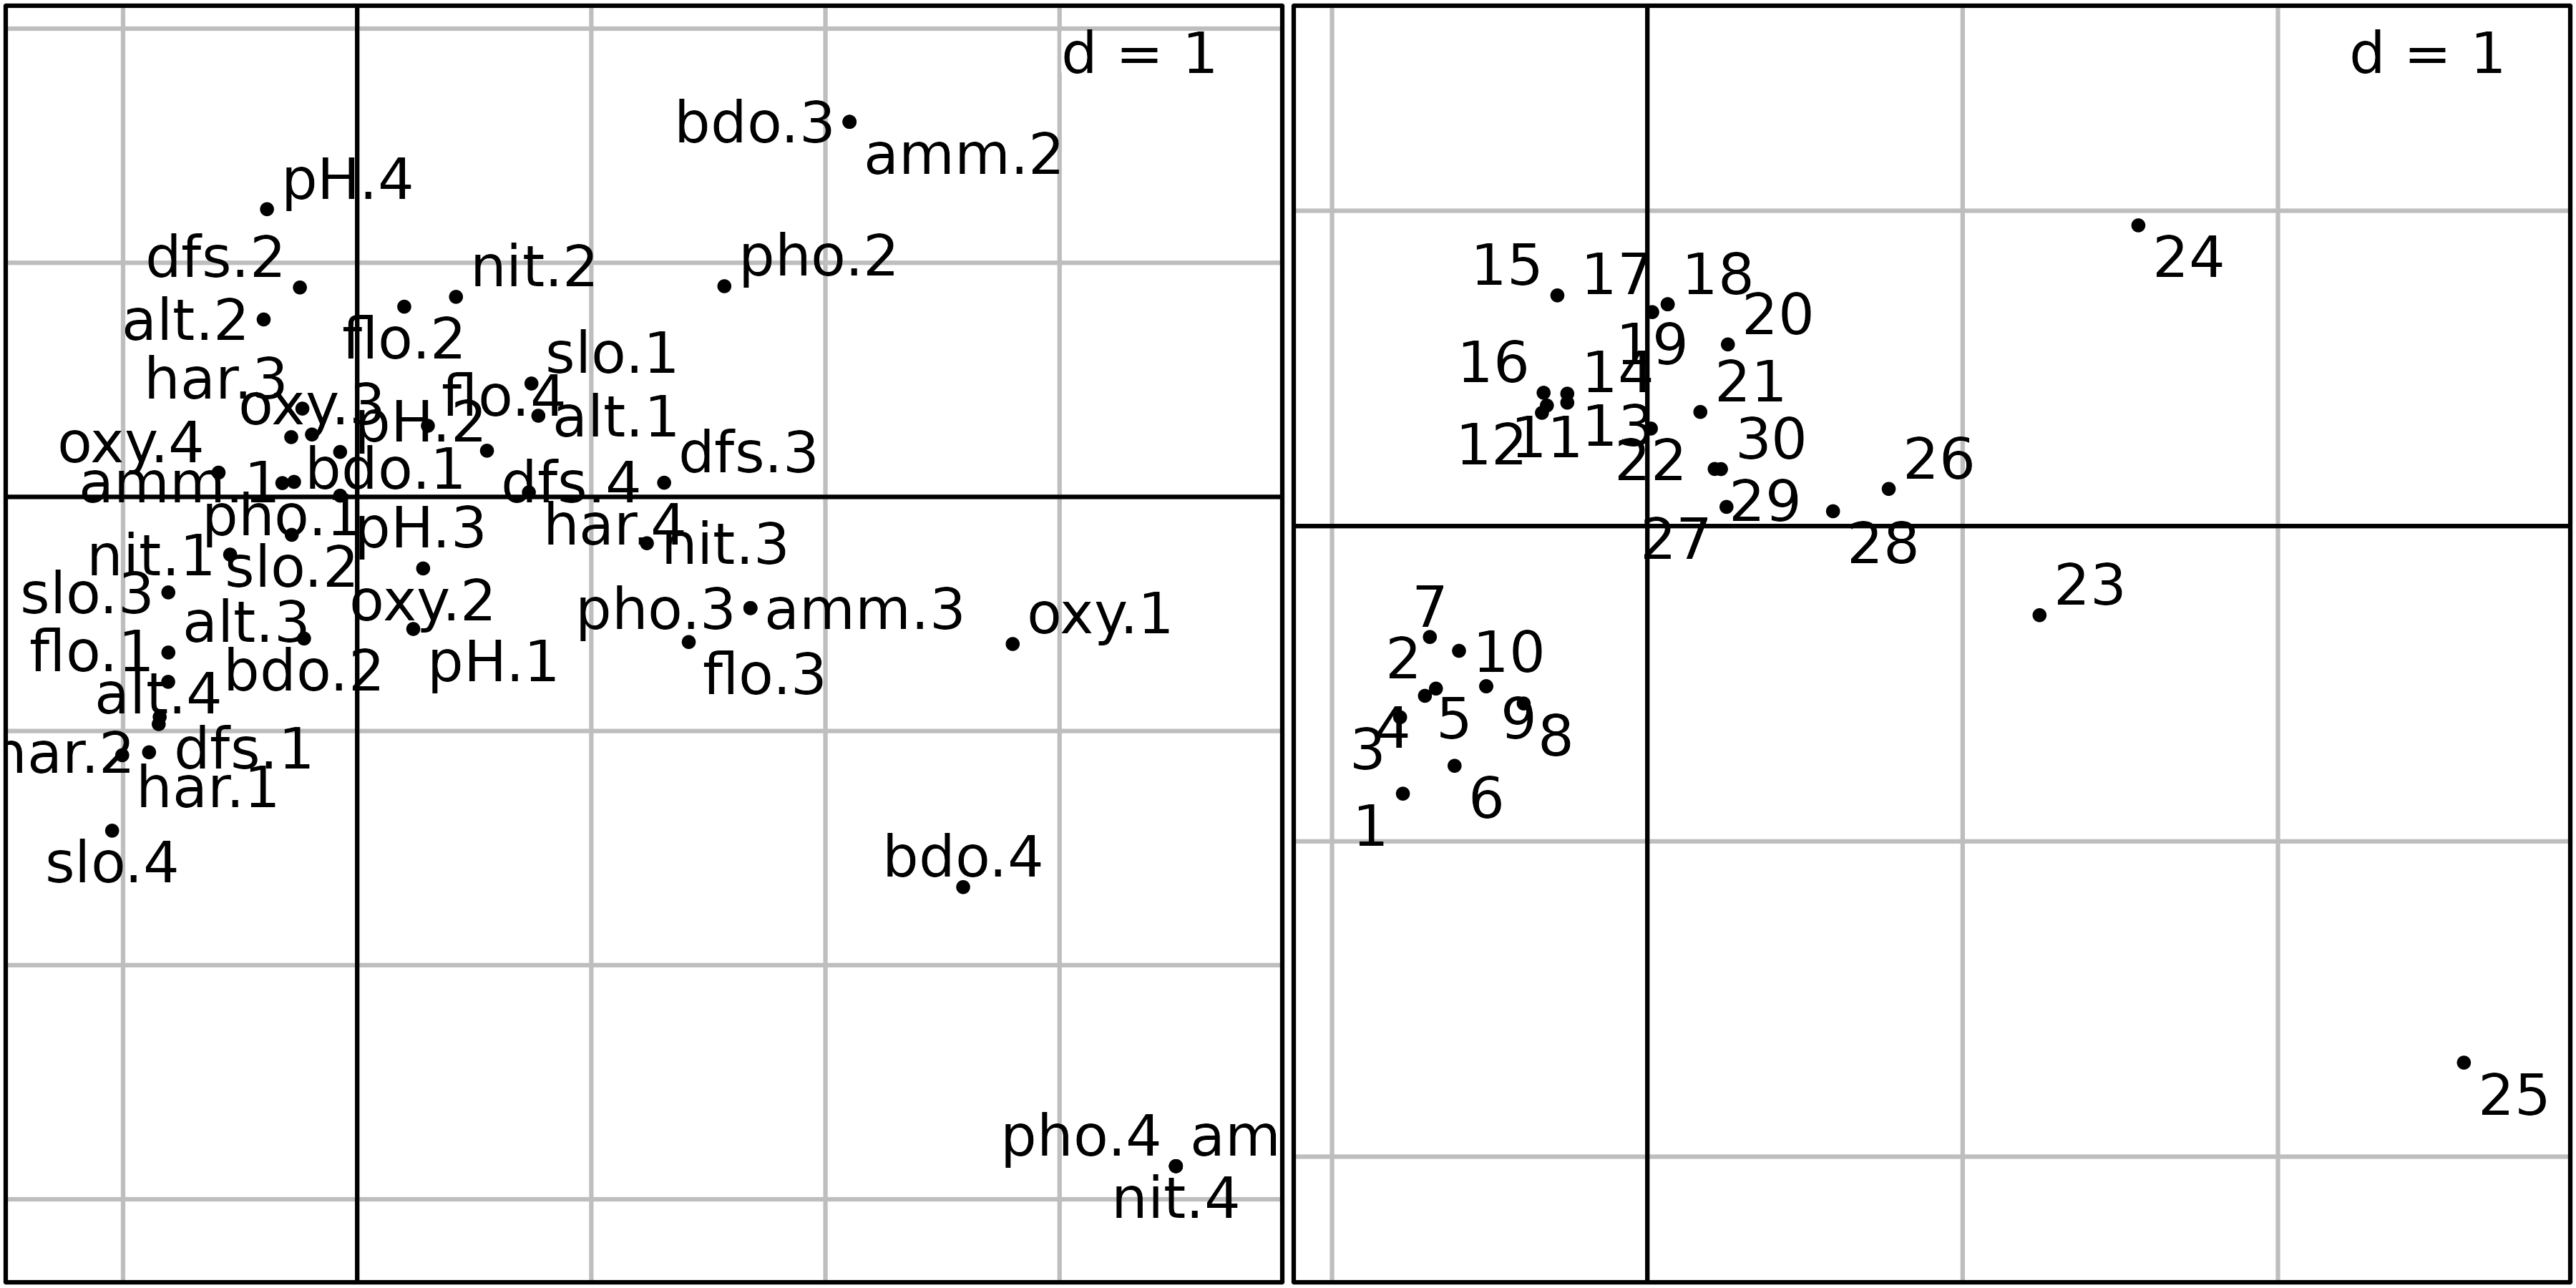 d = 1
bdo.3
amm.2
pH.4
dfs.2
nit.2
pho.2
alt.2
flo.2
slo.1
har.3
oxy.3
flo.4
pH.2
alt.1
oxy.4
dfs.3
amm.1
bdo.1
dfs.4
pho.1
pH.3
har.4
nit.3
nit.1
slo.2
slo.3
alt.3
oxy.2
pho.3
amm.3
oxy.1
flo.1
bdo.2
pH.1
flo.3
alt.4
har.2
dfs.1
har.1
slo.4
bdo.4
pho.4
am
nit.4
d = 1
24
15
17
18
20
19
16
14
21
12
11
13
22
30
26
29
27
28
7
23
2
10
4
5
9
8
3
6
1
25